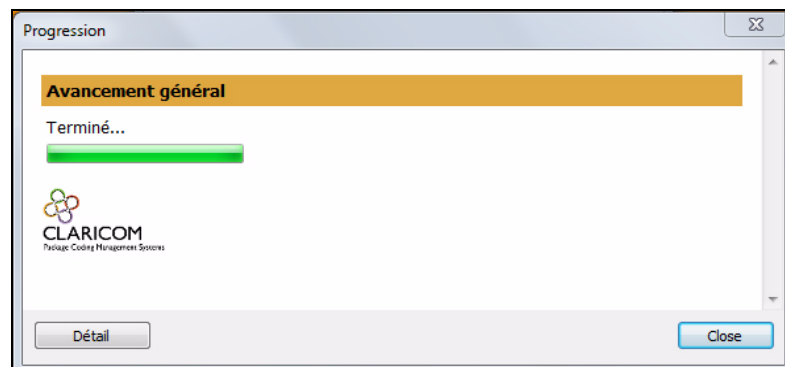 Progression
Avancement général
Terminé...
CLARICOM
Package Coding Management Systems
Détail
Close